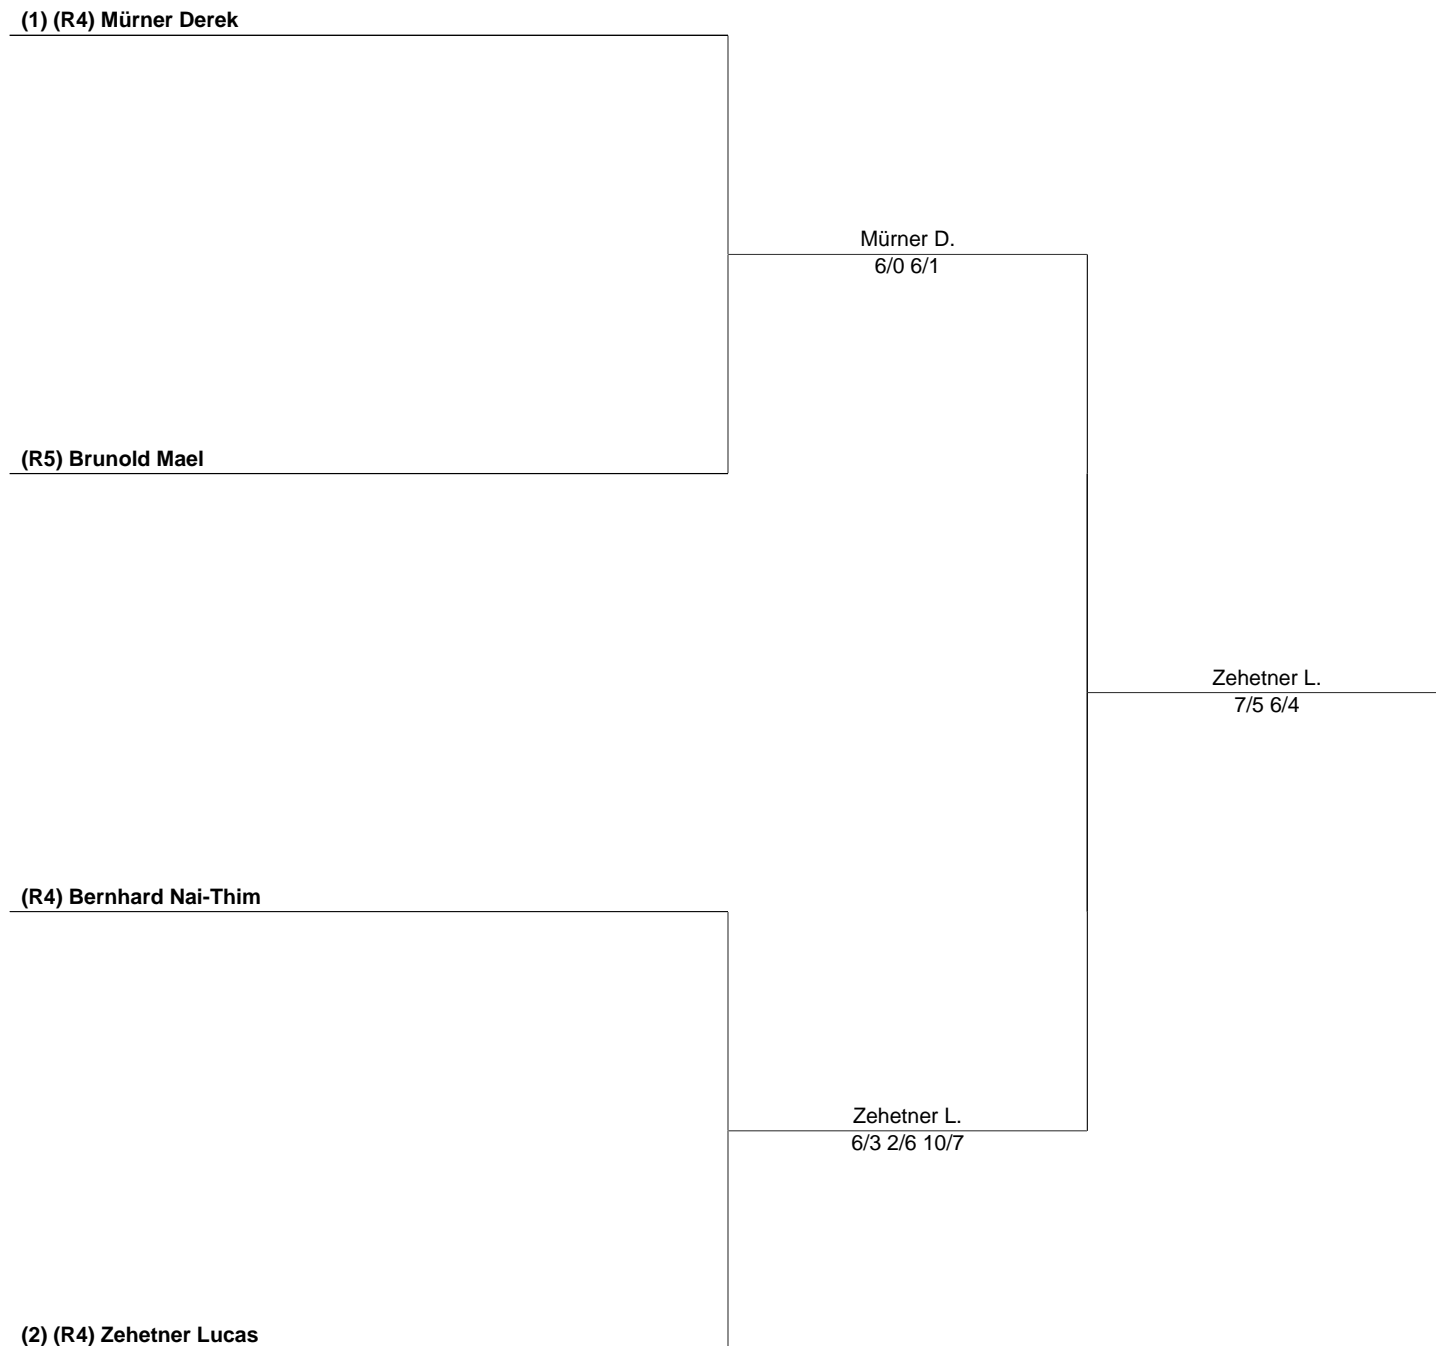 (1) (R4) Mürner Derek
Mürner D.
6/0 6/1
(R5) Brunold Mael
Zehetner L.
7/5 6/4
(R4) Bernhard Nai-Thim
Zehetner L.
6/3 2/6 10/7
(2) (R4) Zehetner Lucas